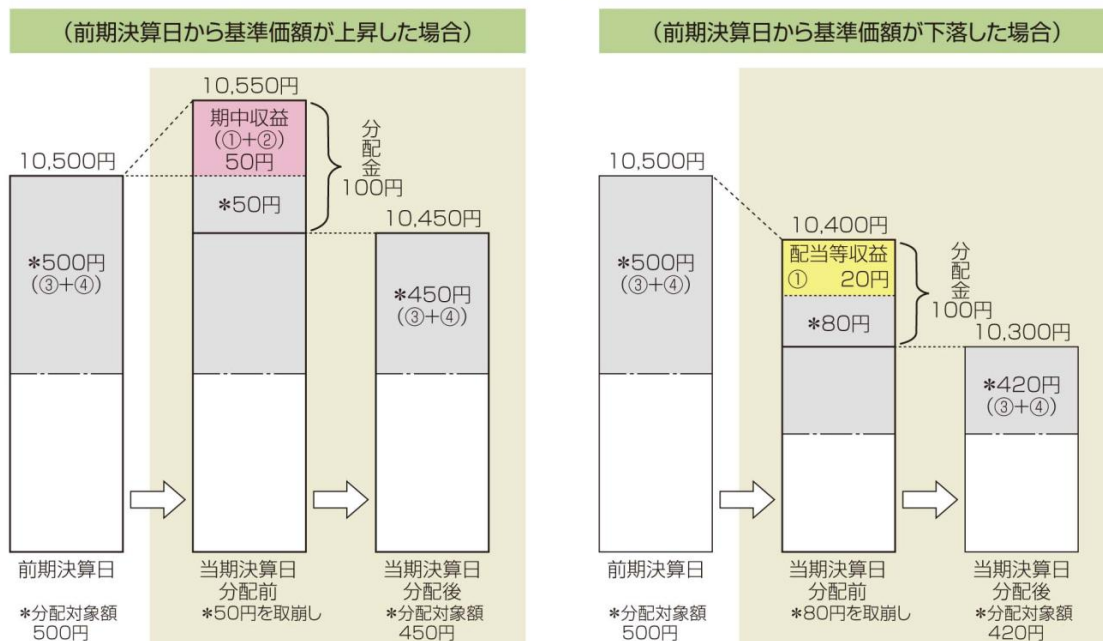 (前期決算日から基準価額が上昇した場合)
10,550円
期中収益
(①+②)
50円
*50円
分配金
100円
10,500円
*500円
(③+④)
10,450円
*450円
(③+④)
前期決算日
*分配対象額
500円
当期決算日
分配前
*50円を取崩し
当期決算日
分配後
*分配対象額
450円
(前期決算日から基準価額が下落した場合)
10,500円
*500円
(③+④)
10,400円
配当等収益
① 20円
*80円
分配金
100円
10,300円
*420円
(③+④)
前期決算日
*分配対象額
500円
当期決算日
分配前
*80円を取崩し
当期決算日
分配後
*分配対象額
420円